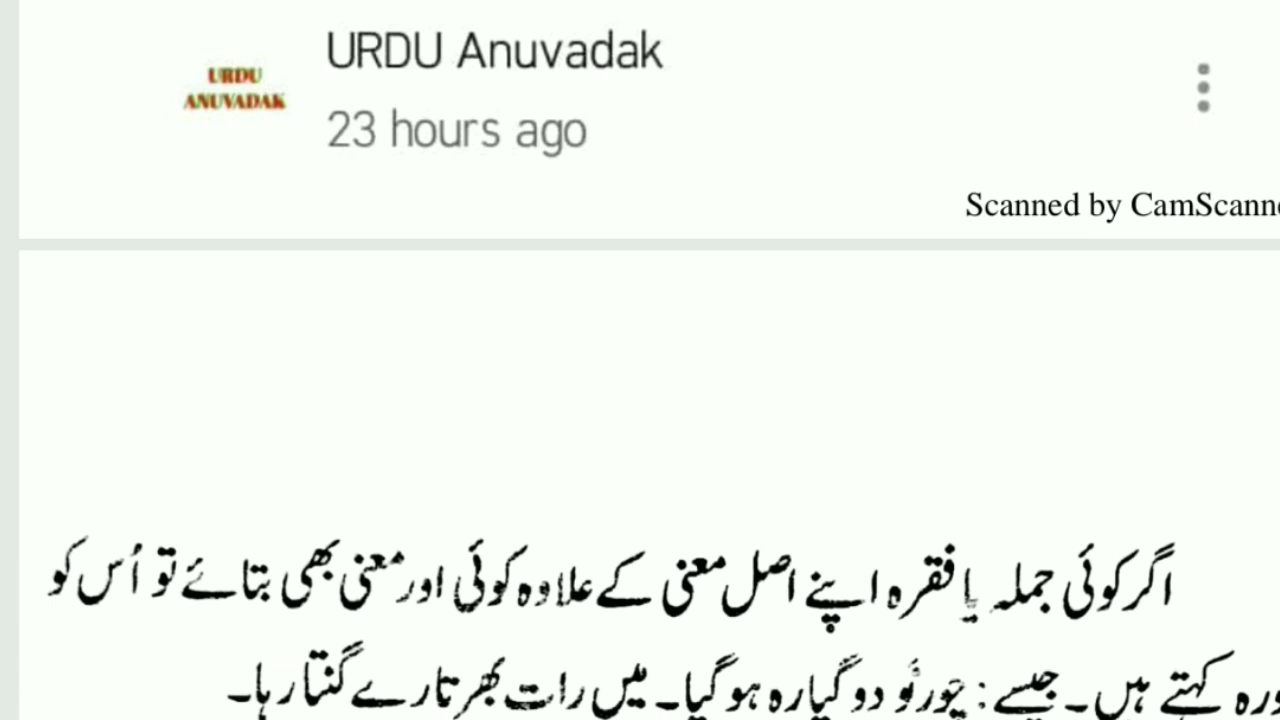 URDU
ANUVADAK
URDU Anuvadak
23 hours ago
Scanned by CamScanne
اگر کوئی جملہ یا فقرہ اپنے اصل معنی کے علاوہ کوئی اور معنی بھی بتائے تو اُس کو
ورہ کہتے ہیں۔ جیسے: چور نَو دو گیارہ ہو گیا۔ میں رات بھر تارے گنتا رہا۔